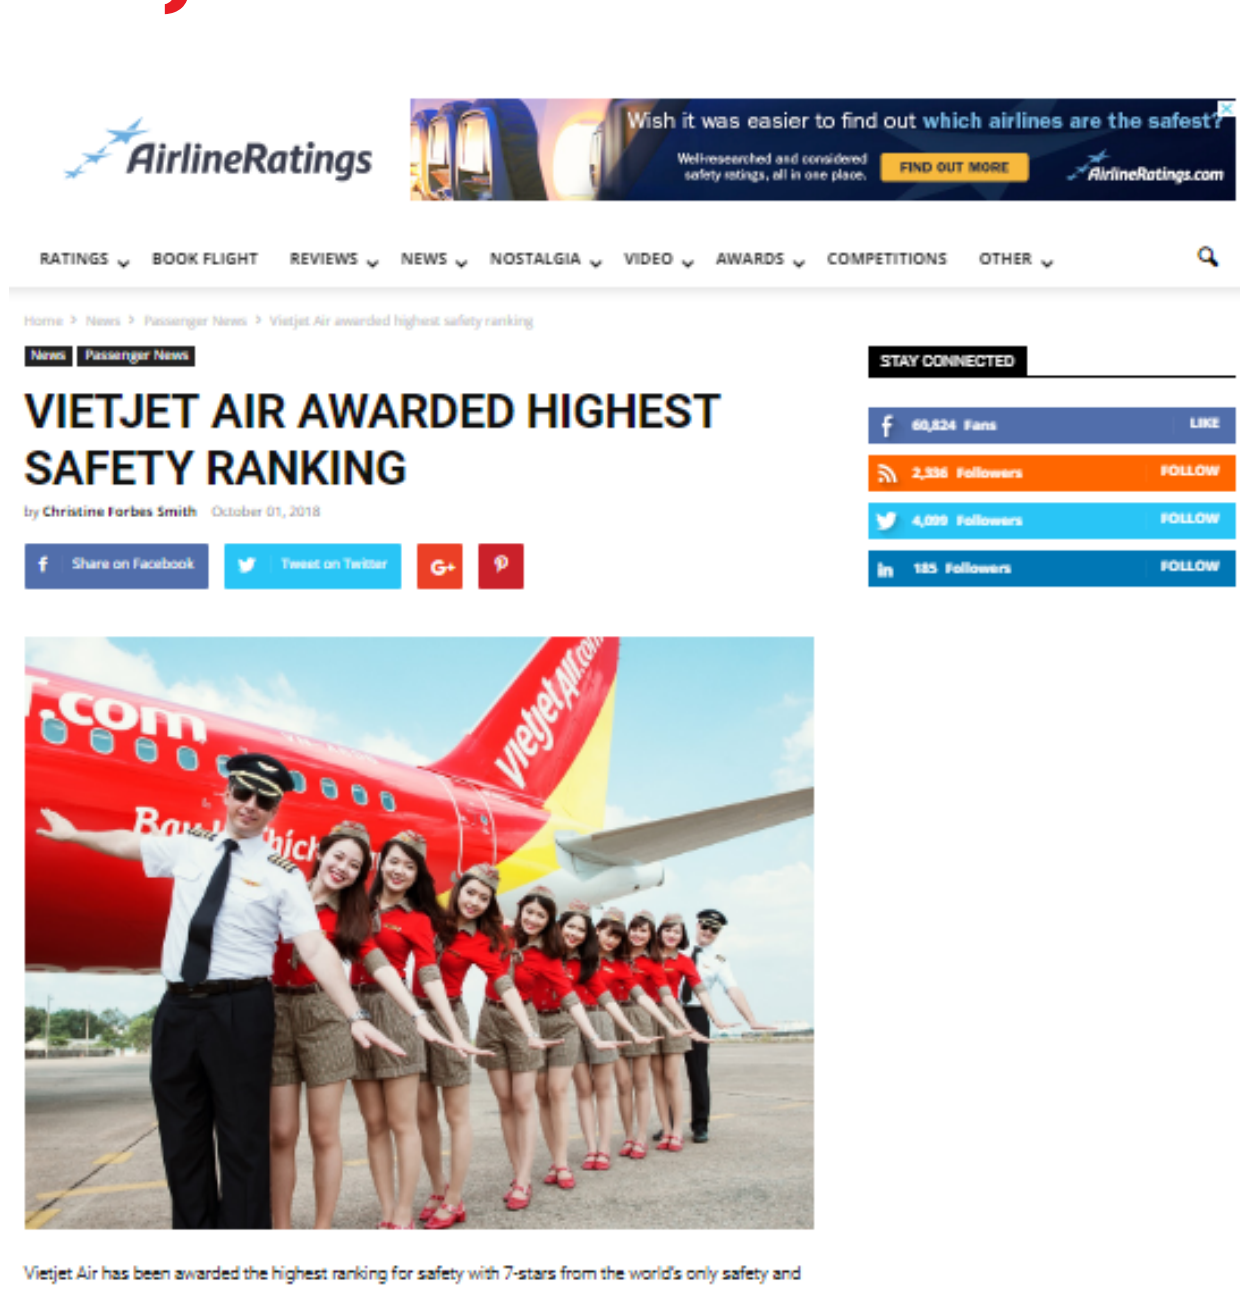 AirlineRatings
Wish it was easier to find out which airlines are the safest?
Well-researched and considered
safety ratings, all in one place.
FIND OUT MORE
AirlineRatings.com
RATINGS BOOK FLIGHT REVIEWS NEWS NOSTALGIA VIDEO AWARDS COMPETITIONS OTHER
Home > News > Passenger News > Vietjet Air awarded highest safety ranking
News Passenger News
VIETJET AIR AWARDED HIGHEST
SAFETY RANKING
by Christine Forbes Smith October 01, 2018
f Share on Facebook Tweet on Twitter G+
STAY CONNECTED
f 60,824 Fans LIKE
2,336 Followers FOLLOW
4,099 Followers FOLLOW
in 185 Followers FOLLOW
T.com
VietjetAir.com
Bay
Vietjet Air has been awarded the highest ranking for safety with 7-stars from the world's only safety and